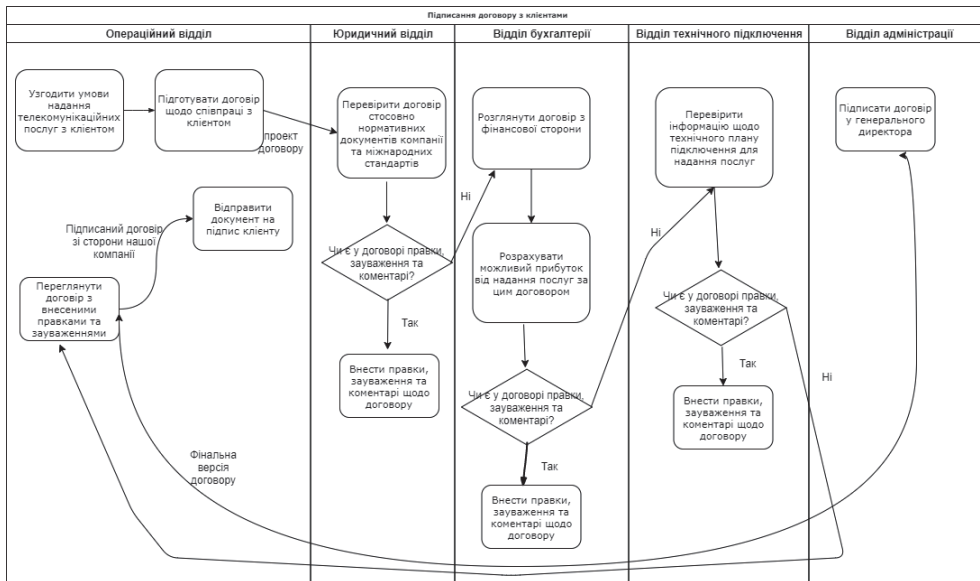 Підписання договору з клієнтами
Операційний відділ
Юридичний відділ
Відділ бухгалтерії
Відділ технічного підключення
Відділ адміністрації
Узгодити умови
надання
телекомунікаційних
послуг з клієнтом
Підготувати договір
щодо співпраці з
клієнтом
проект
договору
Перевірити договір
стосовно
нормативних
документів компанії
та міжнародних
стандартів
Розглянути договір з
фінансової сторони
Перевірити
інформацію щодо
технічного плану
підключення для
надання послуг
Підписати договір
у генерального
директора
Ні
Ні
Відправити
документ на
підпис клієнту
Підписаний договір
зі сторони нашої
компанії
Чи є у договорі правки,
зауваження та
коментарі?
Розрахувати
можливий прибуток
від надання послуг за
цим договором
Переглянути
договір з
внесеними
правками та
зауваженнями
Чи є у договорі правки,
зауваження та
коментарі?
Так
Так
Ні
Внести правки,
зауваження та
коментарі щодо
договору
Чи є у договорі правки,
зауваження та
коментарі?
Внести правки,
зауваження та
коментарі щодо
договору
Фінальна
версія
договору
Так
Внести правки,
зауваження та
коментарі щодо
договору